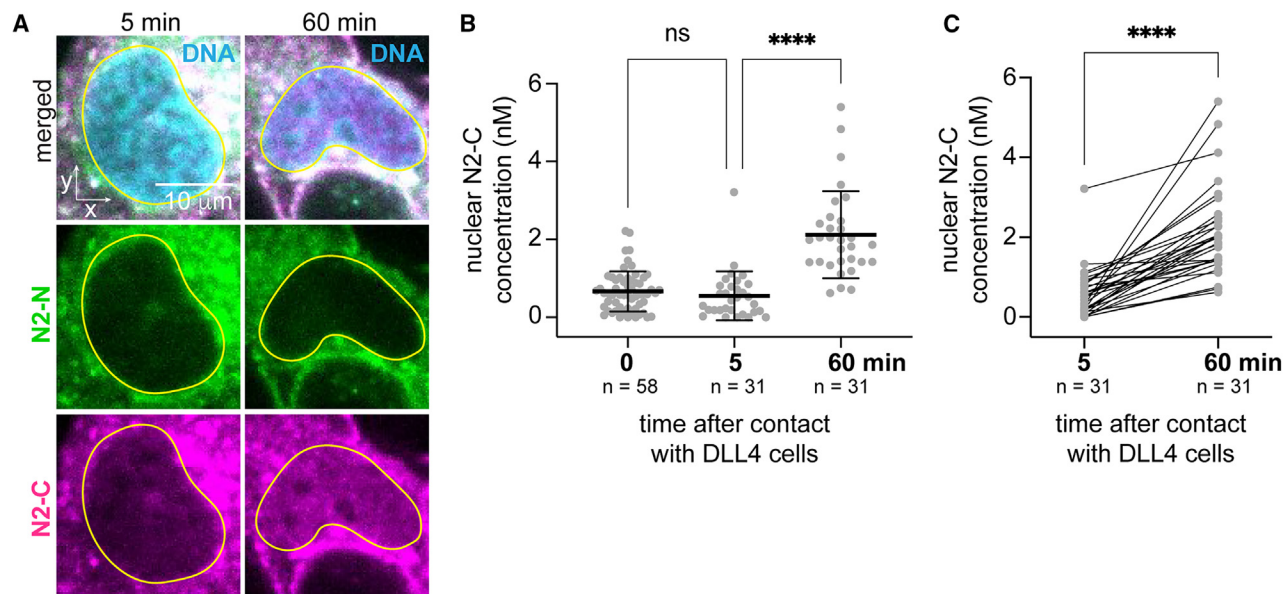 A
5 min
60 min
merged
DNA
DNA
y
x
10 μm
N2-N
N2-C
B
ns
****
nuclear N2-C
concentration (nM)
6
4
2
0
0
5
60 min
n = 58
n = 31
n = 31
time after contact
with DLL4 cells
C
****
nuclear N2-C
concentration (nM)
6
4
2
0
5
60 min
n = 31
n = 31
time after contact
with DLL4 cells